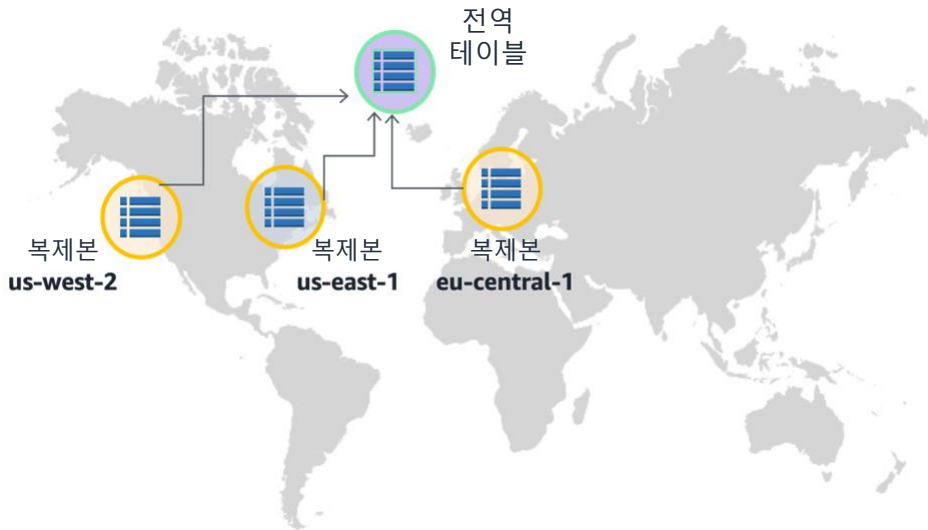 전역
테이블
복제본
us-west-2
복제본
us-east-1
복제본
eu-central-1